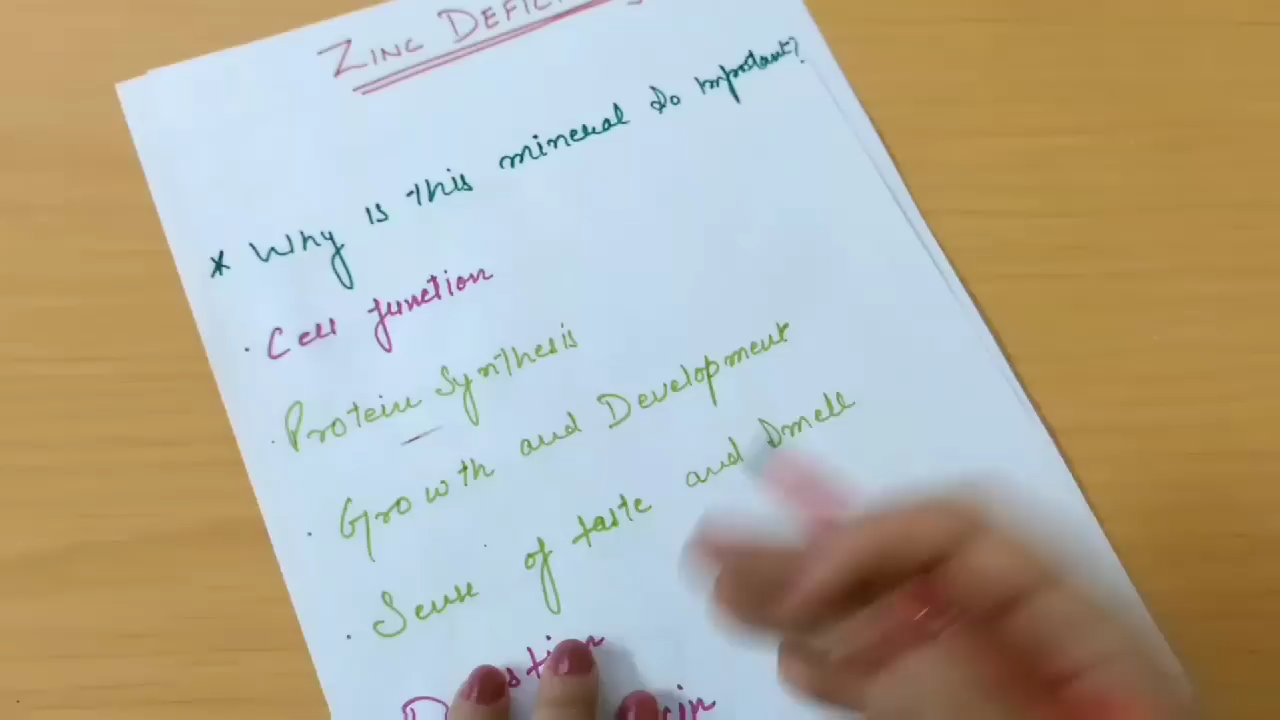 ZINC
* Why is this mineral so important?
· Cell function
· Protein Synthesis
· Growth and Development
· Sense of taste and Smell